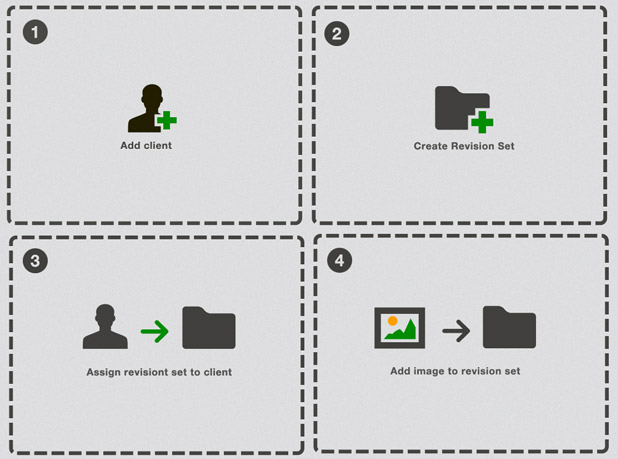 1
Add client
2
Create Revision Set
3
Assign revisiont set to client
4
Add image to revision set